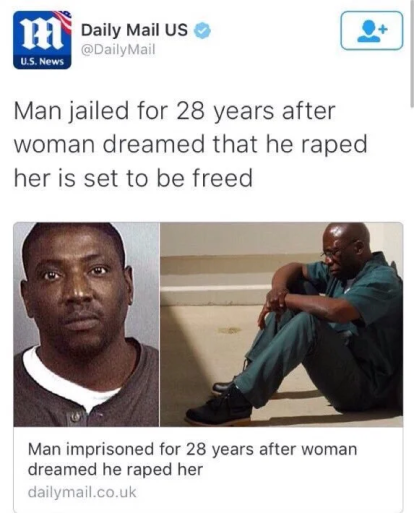 Daily Mail US
@DailyMail
U.S. News
Man jailed for 28 years after
woman dreamed that he raped
her is set to be freed
Man imprisoned for 28 years after woman
dreamed he raped her
dailymail.co.uk